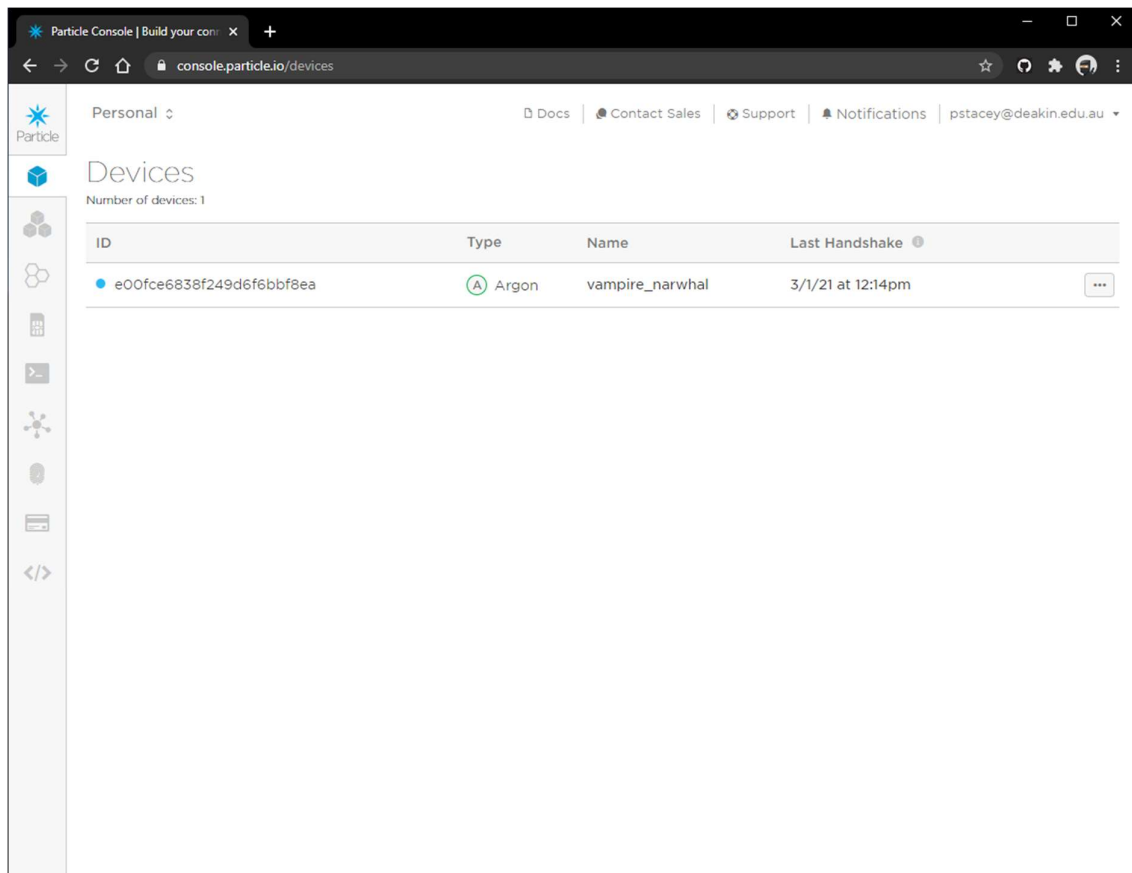 Particle Console | Build your conn
console.particle.io/devices
Particle
Personal
Docs
Contact Sales
Support
Notifications
pstacey@deakin.edu.au
Devices
Number of devices: 1
ID Type Name Last Handshake
e00fce6838f249d6f6bbf8ea A Argon vampire_narwhal 3/1/21 at 12:14pm